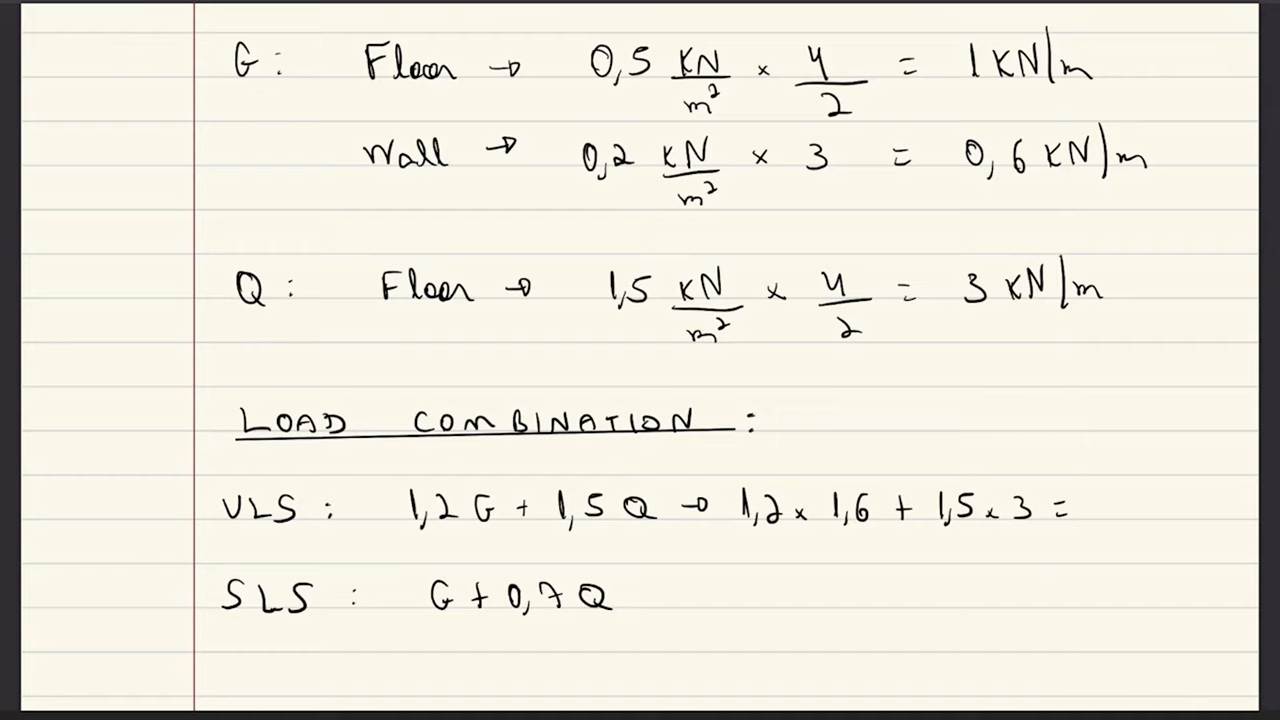 G : Floor → 0,5 KN/m² × 4/2 = 1 KN/m
Wall → 0,2 KN/m² × 3 = 0,6 KN/m
Q : Floor → 1,5 KN/m² × 4/2 = 3 KN/m
LOAD COMBINATION :
ULS : 1,2 G + 1,5 Q → 1,2 × 1,6 + 1,5 × 3 =
SLS : G + 0,7 Q